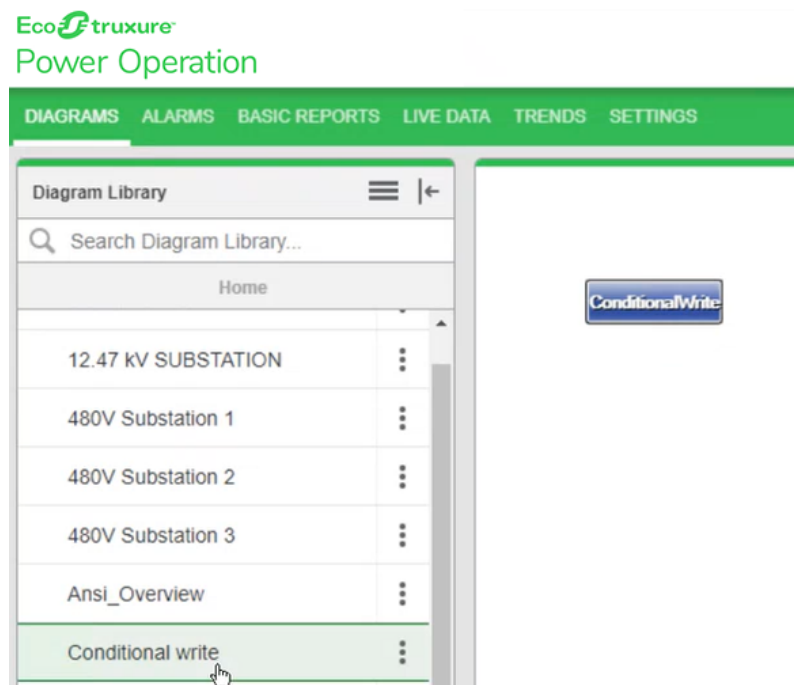 EcoStruxure™
Power Operation
DIAGRAMS ALARMS BASIC REPORTS LIVE DATA TRENDS SETTINGS
Diagram Library
Search Diagram Library...
Home
ConditionalWrite
12.47 kV SUBSTATION
480V Substation 1
480V Substation 2
480V Substation 3
Ansi_Overview
Conditional write